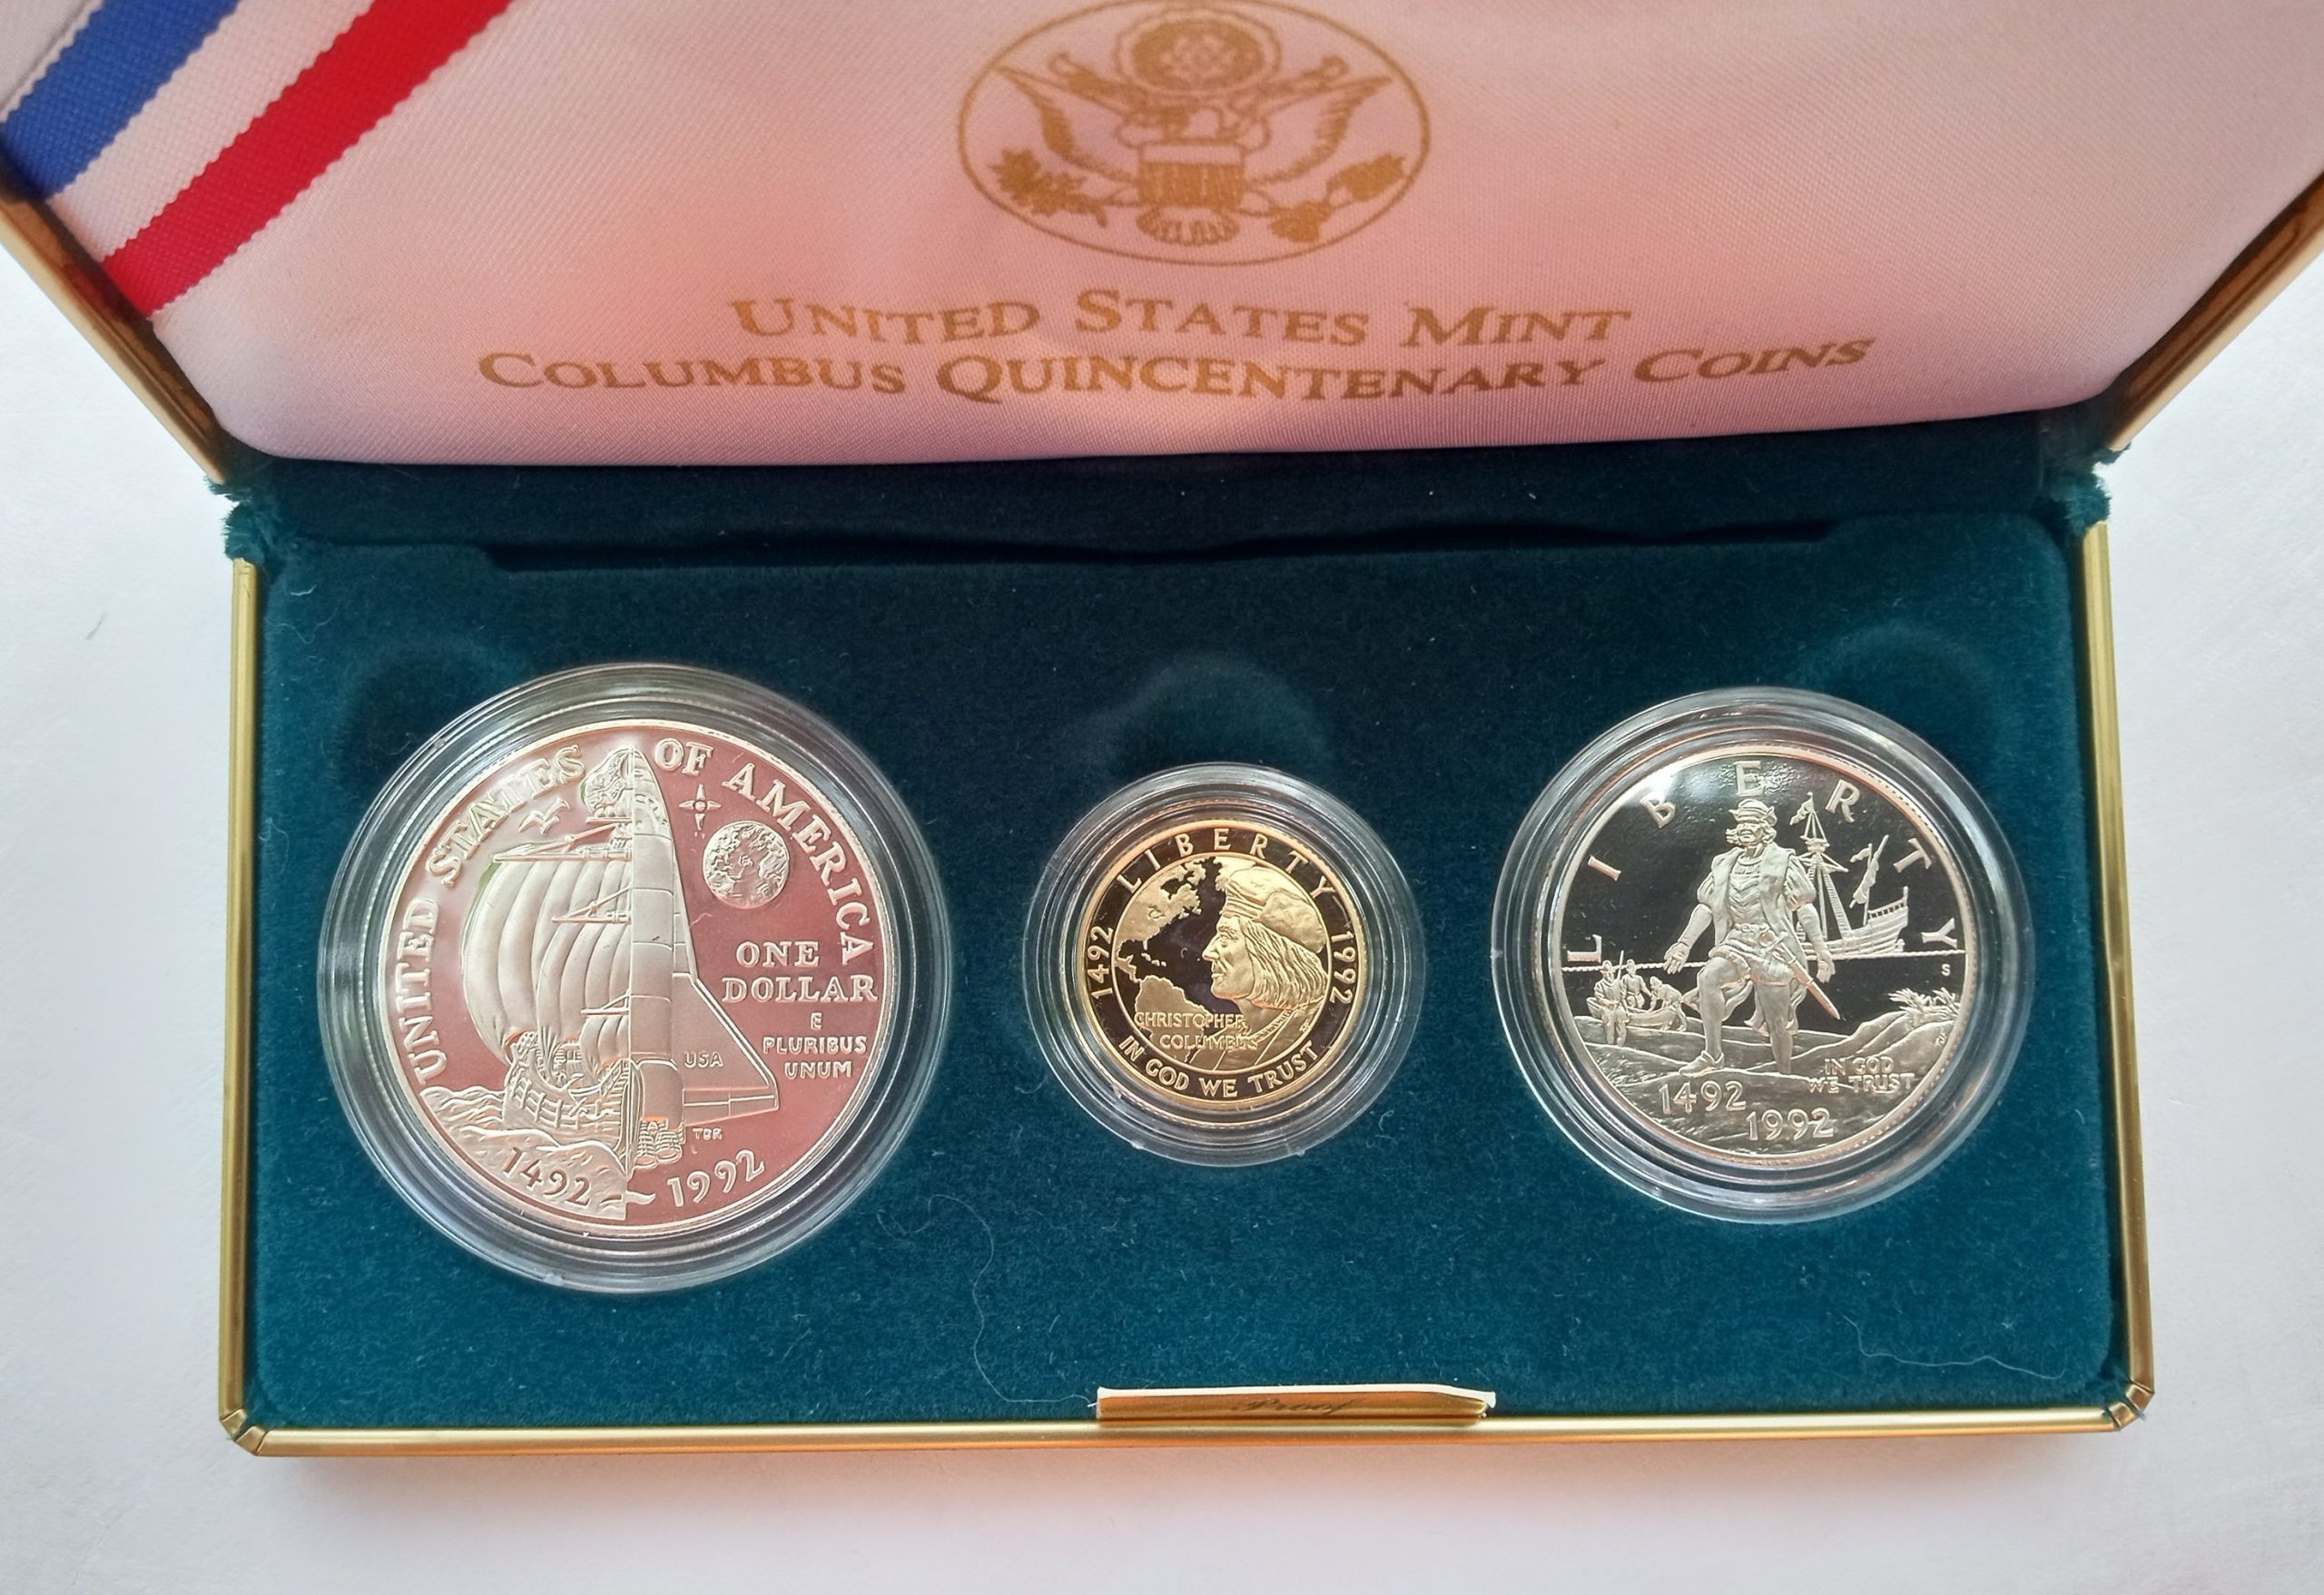 UNITED STATES MINT
COLUMBUS QUINCENTENARY COINS
UNITED STATES OF AMERICA
ONE
DOLLAR
E
PLURIBUS
UNUM
USA
TDR
1492 1992
LIBERTY
1492
1992
CHRISTOPHER
COLUMBUS
IN GOD WE TRUST
LIBERTY
S
IN GOD
WE TRUST
1492
1992
Proof